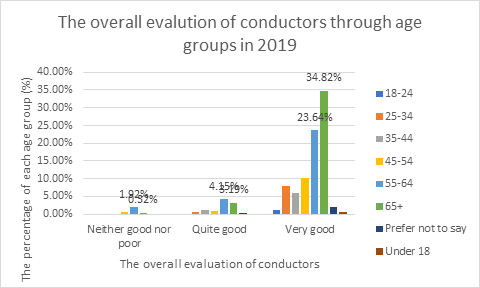 The overall evalution of conductors through age
groups in 2019
The percentage of each age group (%)
40.00%
35.00%
30.00%
25.00%
20.00%
15.00%
10.00%
5.00%
0.00%
1.92%
0.32%
4.15%
3.19%
23.64%
34.82%
Neither good nor
poor
Quite good
Very good
The overall evaluation of conductors
18-24
25-34
35-44
45-54
55-64
65+
Prefer not to say
Under 18